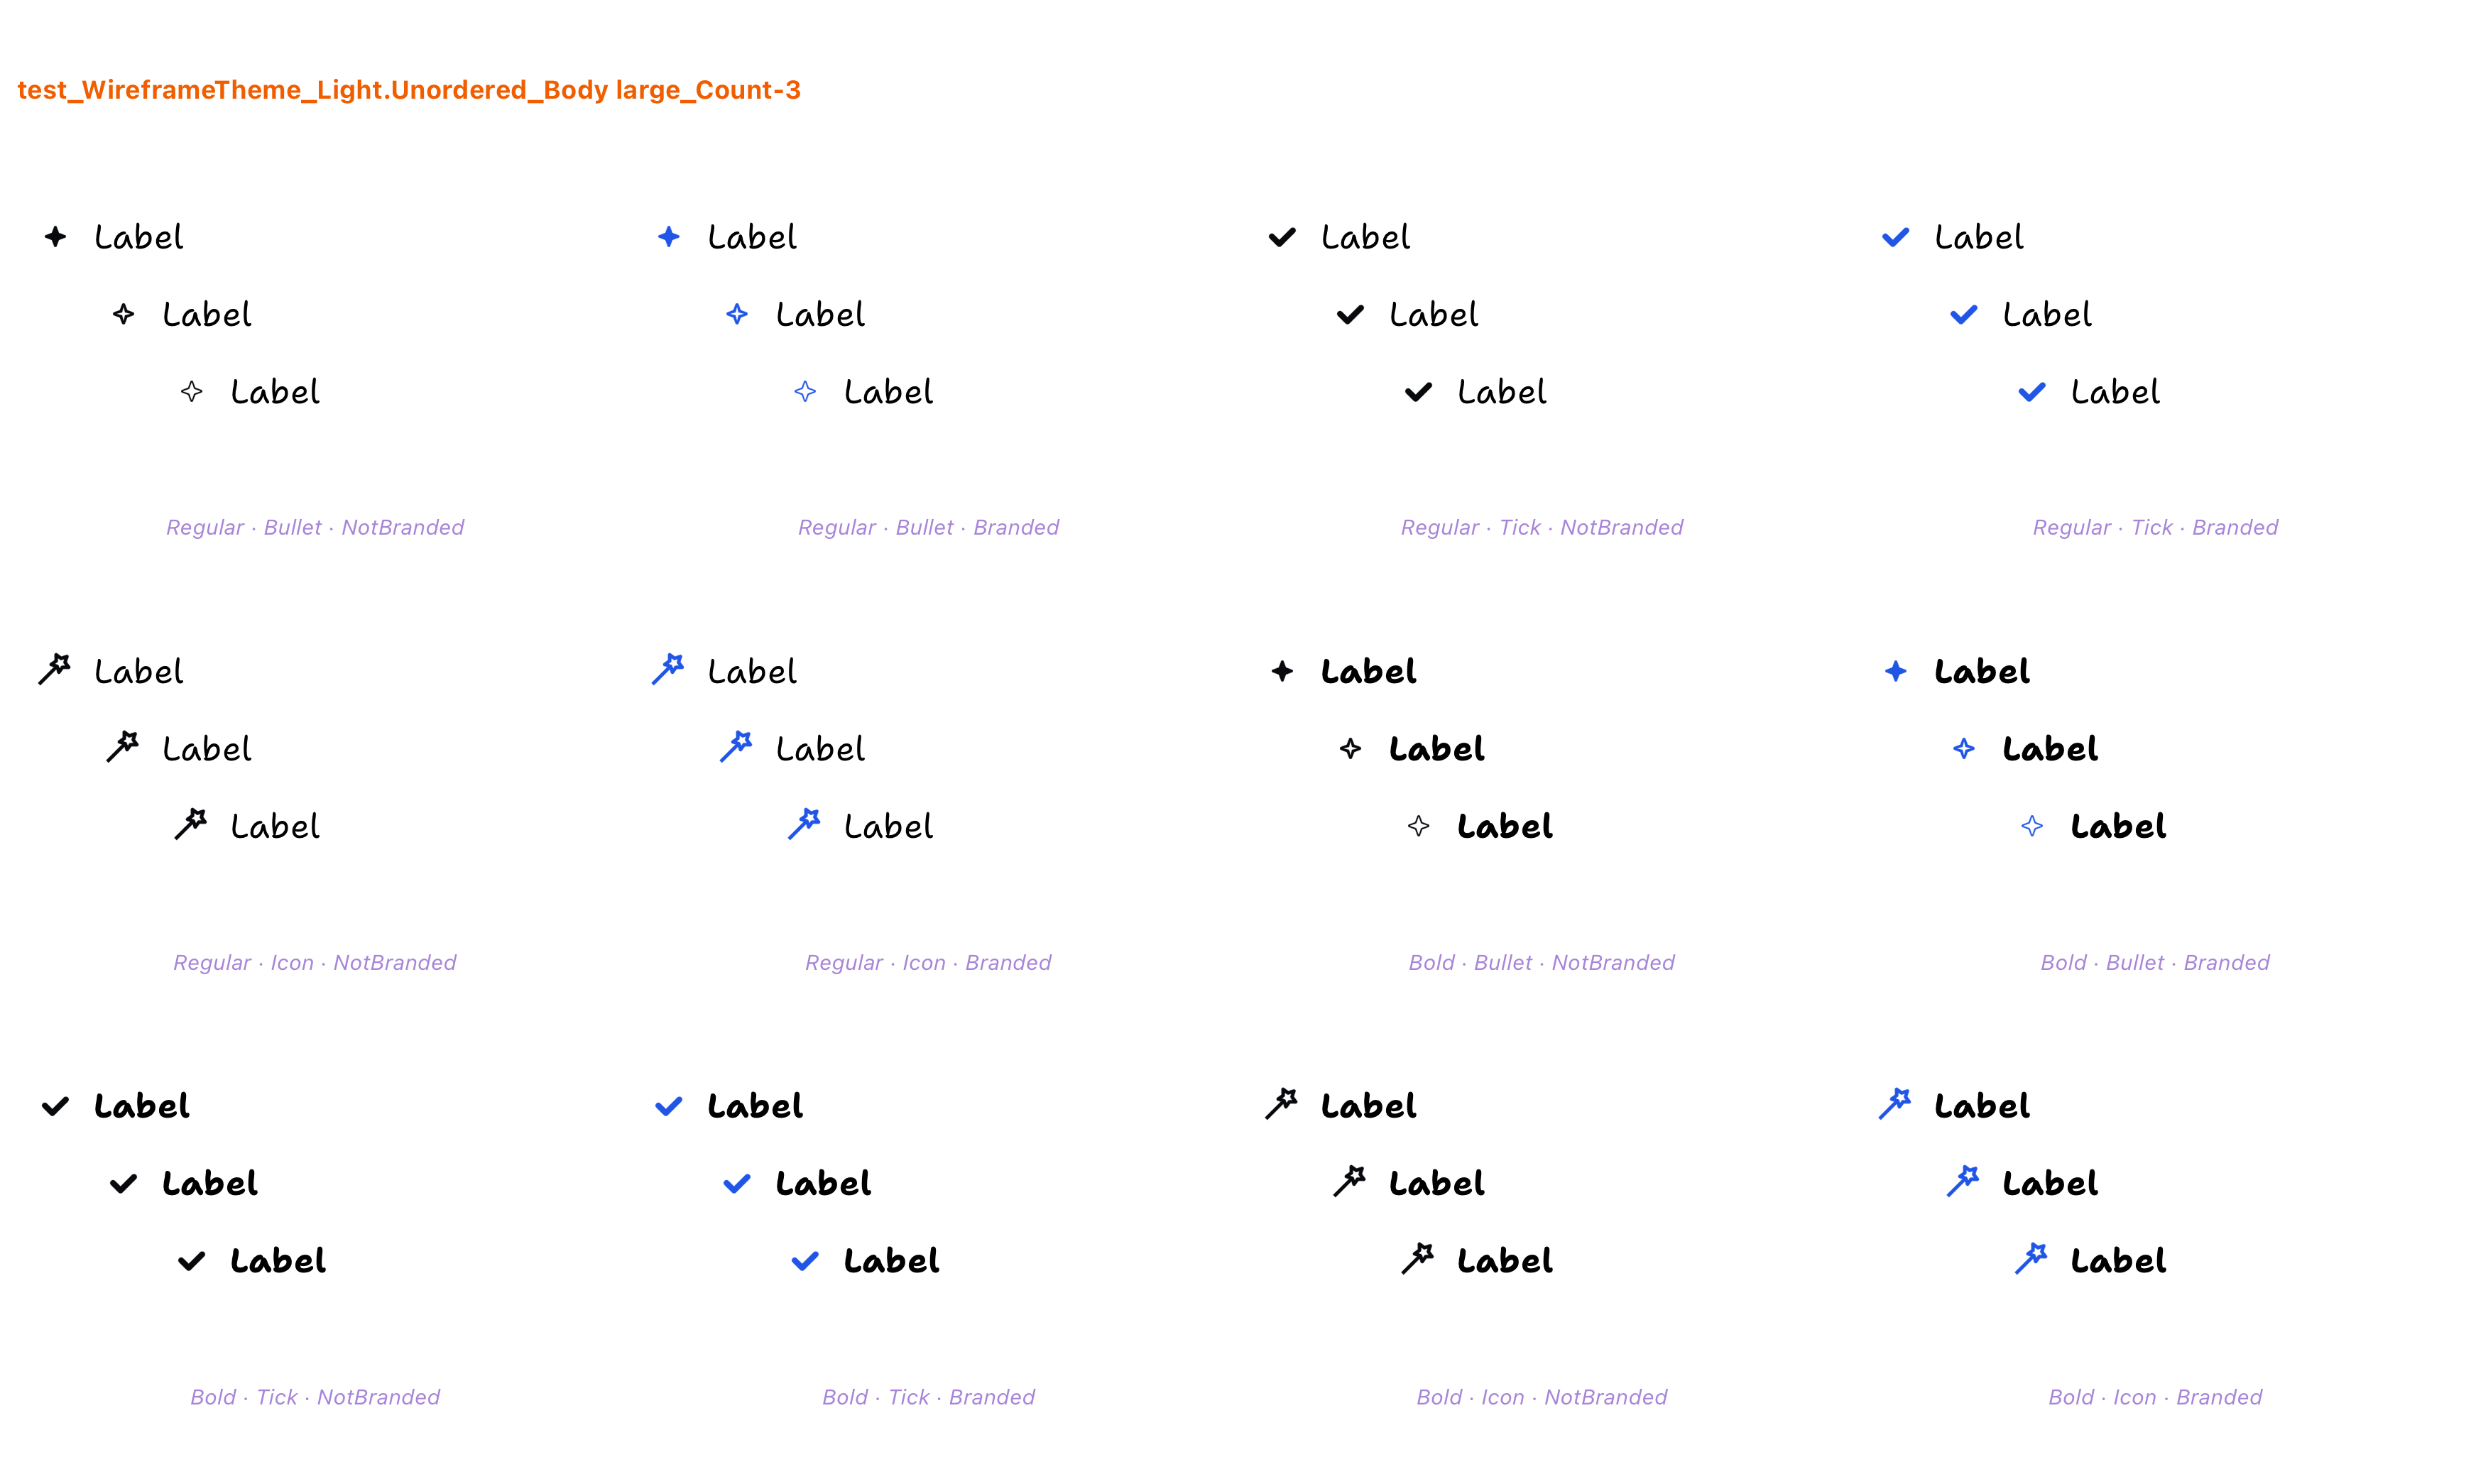 test_WireframeTheme_Light.Unordered_Body large_Count-3
Label Label Label Label
Label Label Label Label
Label Label Label Label
Regular · Bullet · NotBranded Regular · Bullet · Branded Regular · Tick · NotBranded Regular · Tick · Branded
Label Label Label Label
Label Label Label Label
Label Label Label Label
Regular · Icon · NotBranded Regular · Icon · Branded Bold · Bullet · NotBranded Bold · Bullet · Branded
Label Label Label Label
Label Label Label Label
Label Label Label Label
Bold · Tick · NotBranded Bold · Tick · Branded Bold · Icon · NotBranded Bold · Icon · Branded